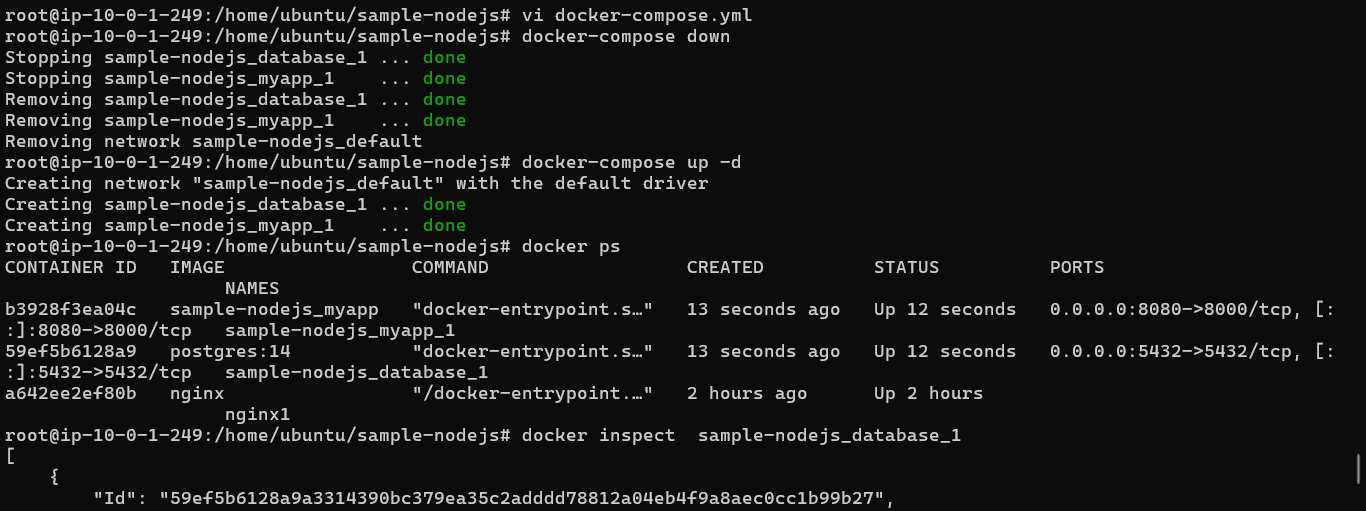 root@ip-10-0-1-249:/home/ubuntu/sample-nodejs# vi docker-compose.yml
root@ip-10-0-1-249:/home/ubuntu/sample-nodejs# docker-compose down
Stopping sample-nodejs_database_1 ... done
Stopping sample-nodejs_myapp_1    ... done
Removing sample-nodejs_database_1 ... done
Removing sample-nodejs_myapp_1    ... done
Removing network sample-nodejs_default
root@ip-10-0-1-249:/home/ubuntu/sample-nodejs# docker-compose up -d
Creating network "sample-nodejs_default" with the default driver
Creating sample-nodejs_database_1 ... done
Creating sample-nodejs_myapp_1    ... done
root@ip-10-0-1-249:/home/ubuntu/sample-nodejs# docker ps
CONTAINER ID   IMAGE                 COMMAND                  CREATED          STATUS          PORTS
                    NAMES
b3928f3ea04c   sample-nodejs_myapp   "docker-entrypoint.s…"   13 seconds ago   Up 12 seconds   0.0.0.0:8080->8000/tcp, [:
:]:8080->8000/tcp   sample-nodejs_myapp_1
59ef5b6128a9   postgres:14           "docker-entrypoint.s…"   13 seconds ago   Up 12 seconds   0.0.0.0:5432->5432/tcp, [:
:]:5432->5432/tcp   sample-nodejs_database_1
a642ee2ef80b   nginx                 "/docker-entrypoint.…"   2 hours ago      Up 2 hours
                    nginx1
root@ip-10-0-1-249:/home/ubuntu/sample-nodejs# docker inspect  sample-nodejs_database_1
[
    {
        "Id": "59ef5b6128a9a3314390bc379ea35c2adddd78812a04eb4f9a8aec0cc1b99b27",